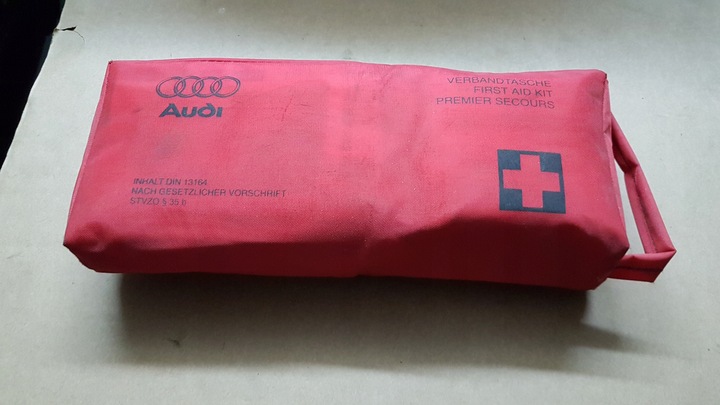 Audi
VERBANDTASCHE
FIRST AID KIT
PREMIER SECOURS
INHALT DIN 13164
NACH GESETZLICHER VORSCHRIFT
STVZO § 35 h